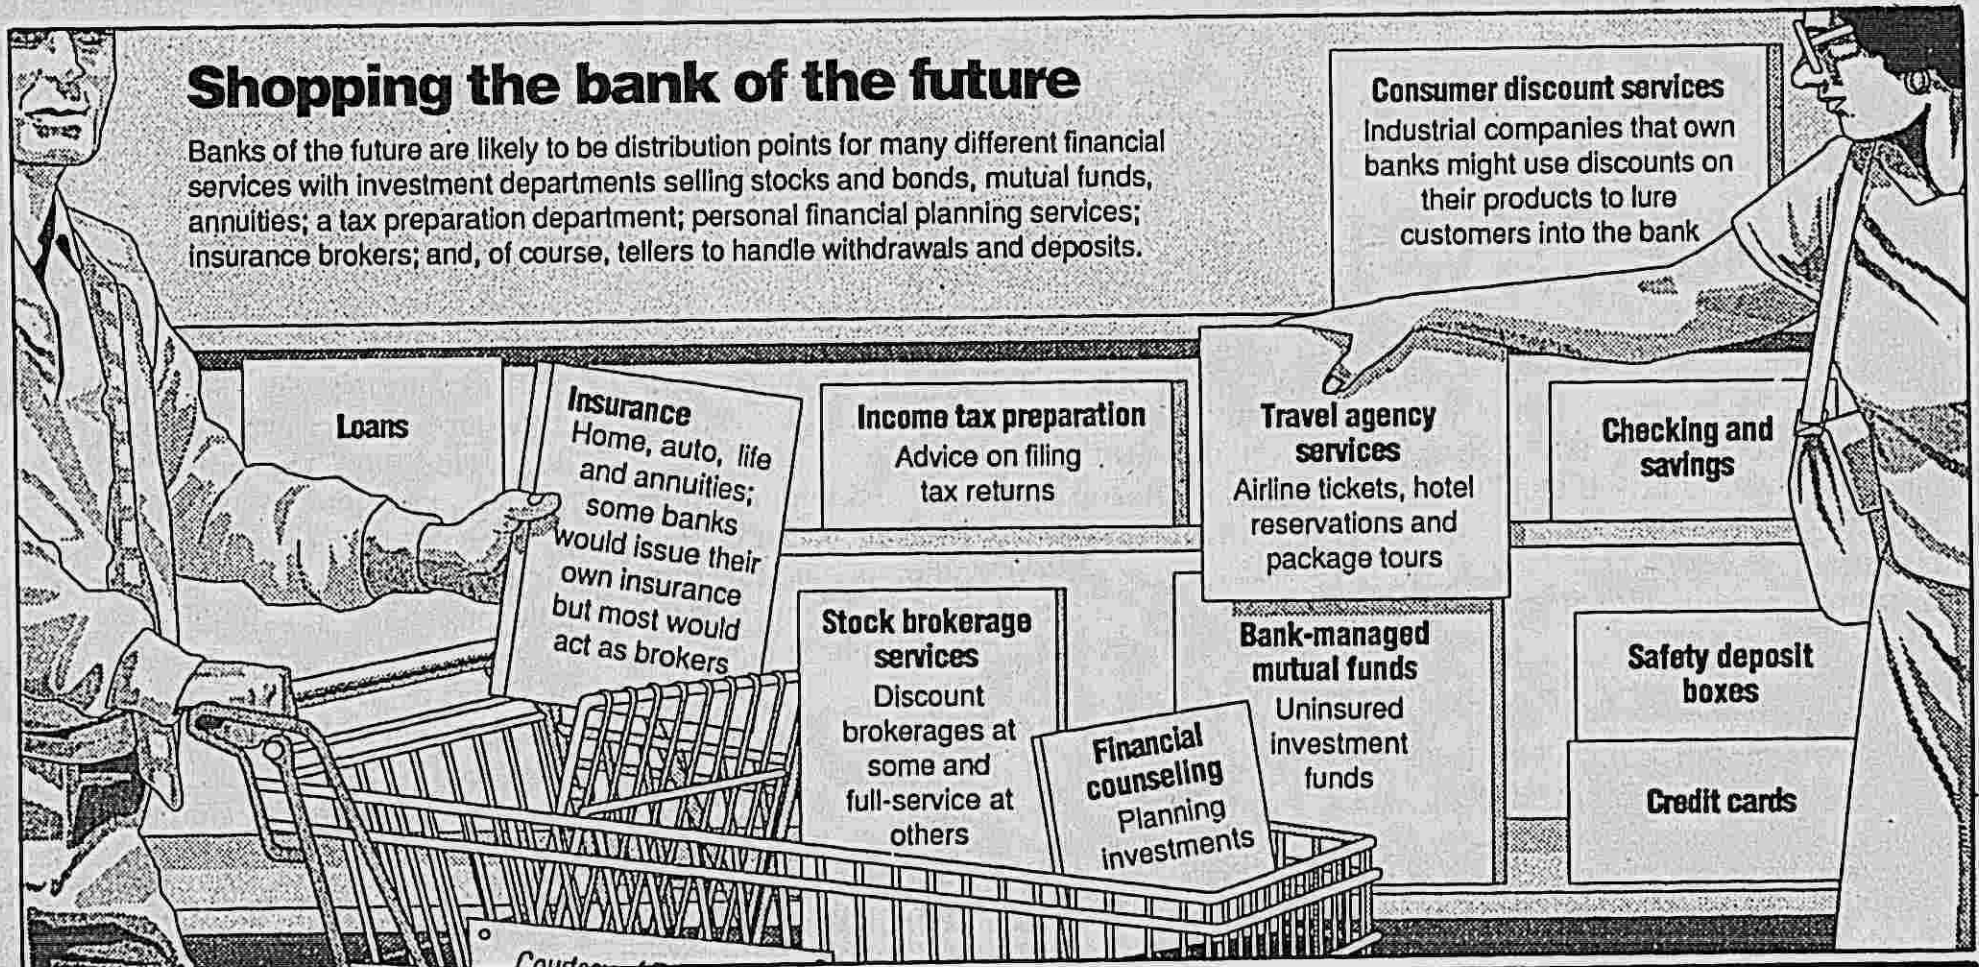 Shopping the bank of the future
Banks of the future are likely to be distribution points for many different financial
services with investment departments selling stocks and bonds, mutual funds,
annuities; a tax preparation department; personal financial planning services;
insurance brokers; and, of course, tellers to handle withdrawals and deposits.
Consumer discount services
Industrial companies that own
banks might use discounts on
their products to lure
customers into the bank
Loans
Insurance
Home, auto, life
and annuities;
some banks
would issue their
own insurance
but most would
act as brokers
Income tax preparation
Advice on filing
tax returns
Travel agency
services
Airline tickets, hotel
reservations and
package tours
Checking and
savings
Stock brokerage
services
Discount
brokerages at
some and
full-service at
others
Financial
counseling
Planning
investments
Bank-managed
mutual funds
Uninsured
investment
funds
Safety deposit
boxes
Credit cards